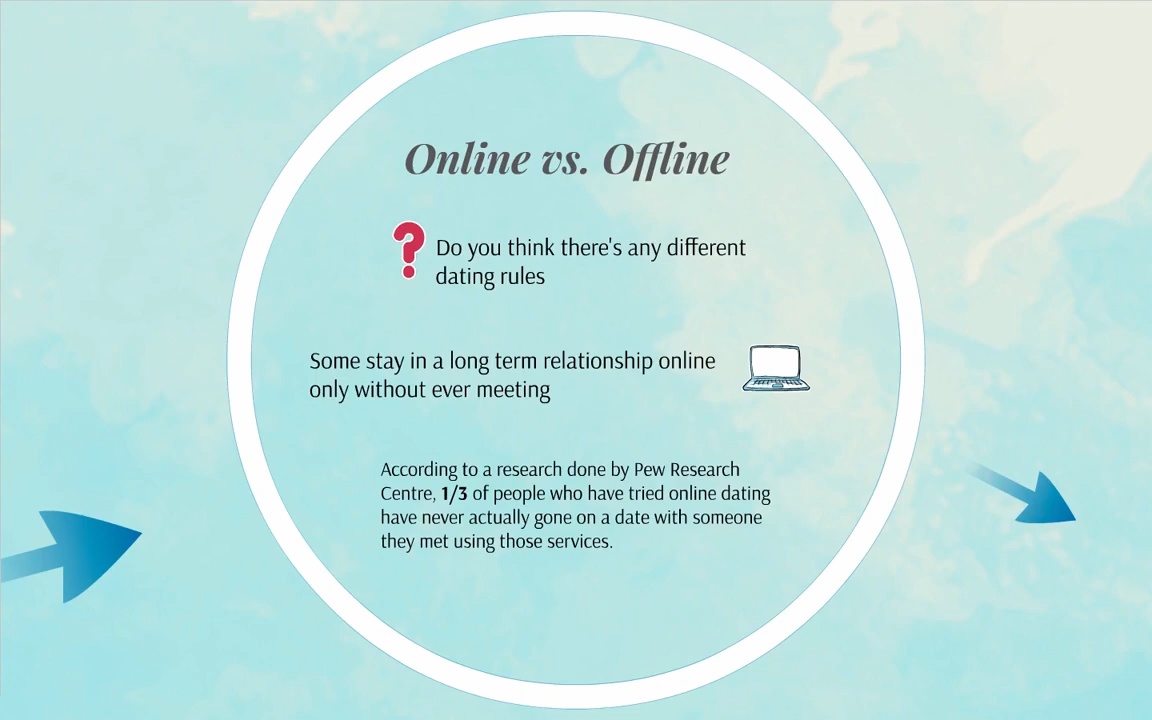 Online vs. Offline
Do you think there's any different
dating rules
Some stay in a long term relationship online
only without ever meeting
According to a research done by Pew Research
Centre, 1/3 of people who have tried online dating
have never actually gone on a date with someone
they met using those services.